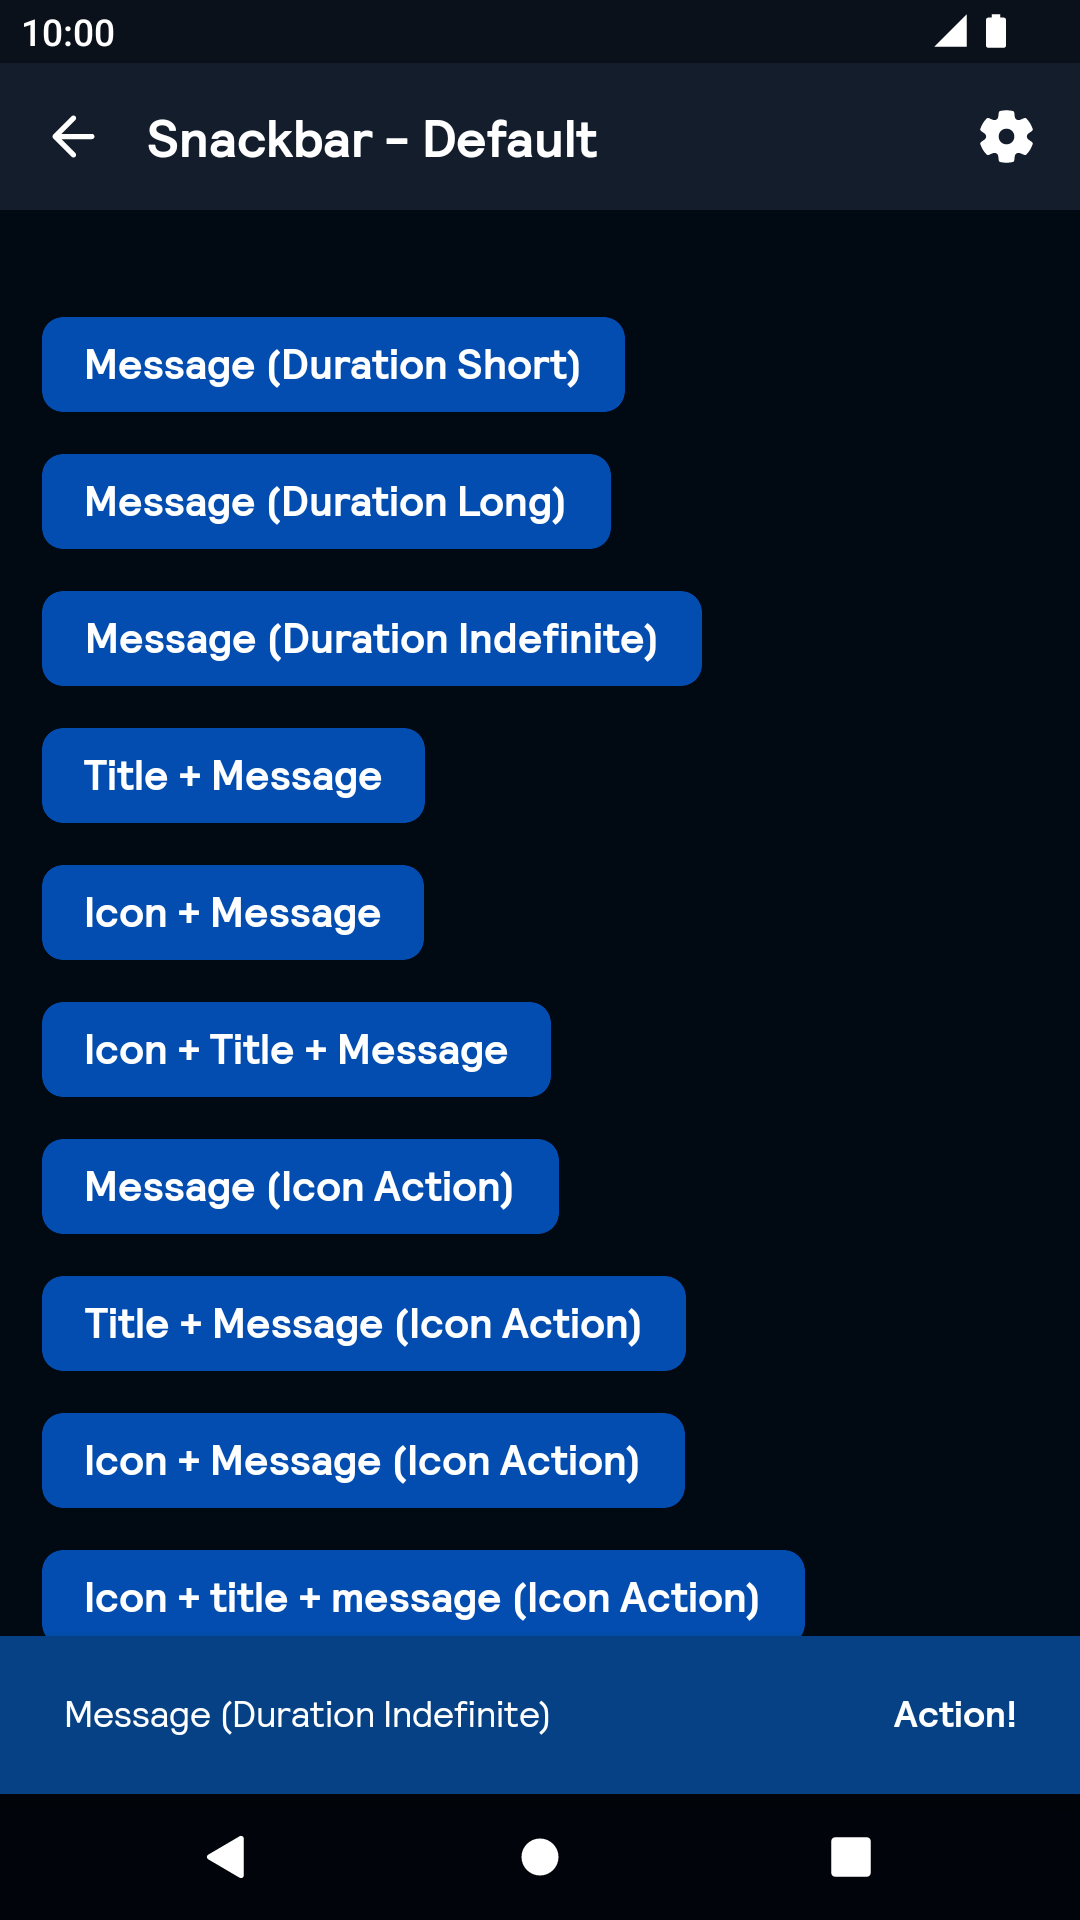 10:00
Snackbar - Default
Message (Duration Short)
Message (Duration Long)
Message (Duration Indefinite)
Title + Message
Icon + Message
Icon + Title + Message
Message (Icon Action)
Title + Message (Icon Action)
Icon + Message (Icon Action)
Icon + title + message (Icon Action)
Message (Duration Indefinite) Action!